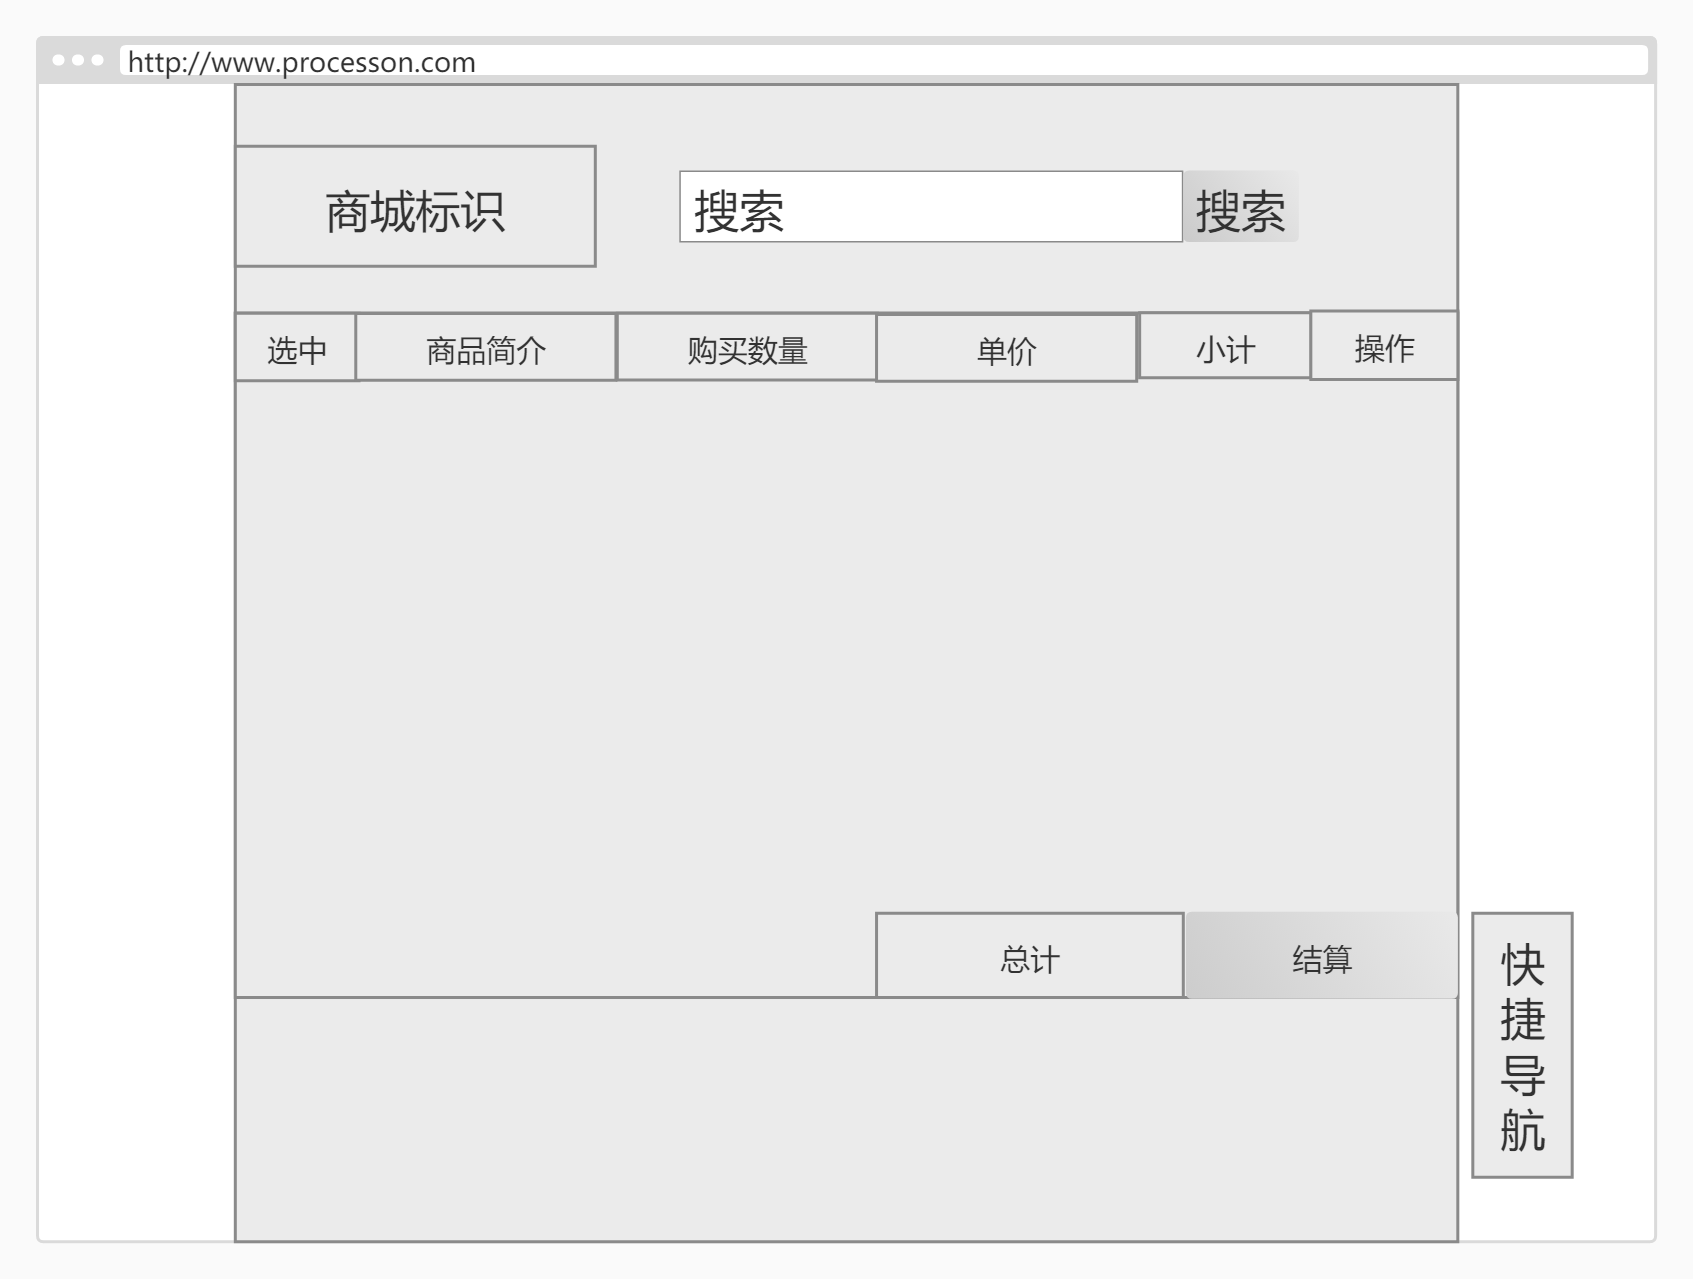 http://www.processon.com
商城标识
搜索
搜索
选中
商品简介
购买数量
单价
小计
操作
总计
结算
快
捷
导
航